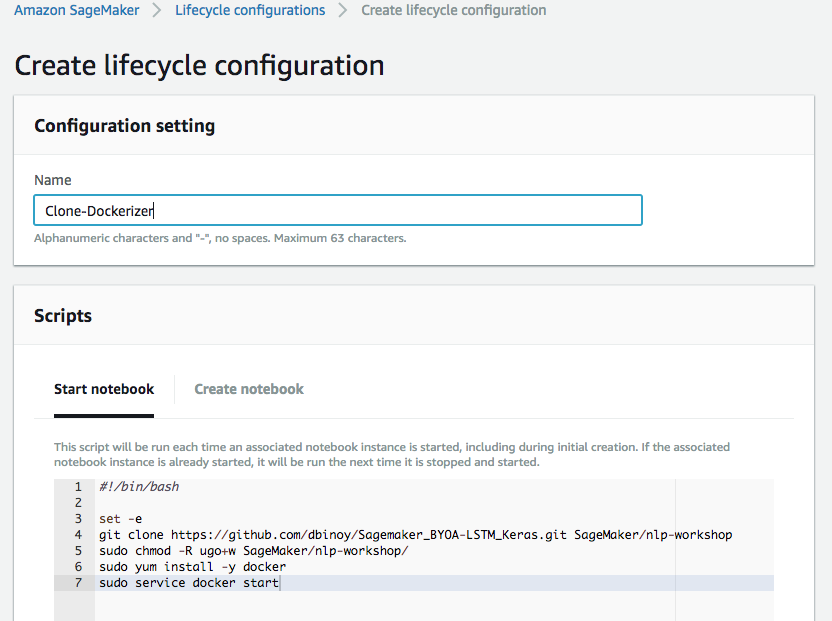 Amazon SageMaker > Lifecycle configurations > Create lifecycle configuration
Create lifecycle configuration
Configuration setting
Name
Clone-Dockerizer
Alphanumeric characters and "-", no spaces. Maximum 63 characters.
Scripts
Start notebook Create notebook
This script will be run each time an associated notebook instance is started, including during initial creation. If the associated
notebook instance is already started, it will be run the next time it is stopped and started.
1 #!/bin/bash
2
3 set -e
4 git clone https://github.com/dbinoy/Sagemaker_BYOA-LSTM_Keras.git SageMaker/nlp-workshop
5 sudo chmod -R ugo+w SageMaker/nlp-workshop/
6 sudo yum install -y docker
7 sudo service docker start